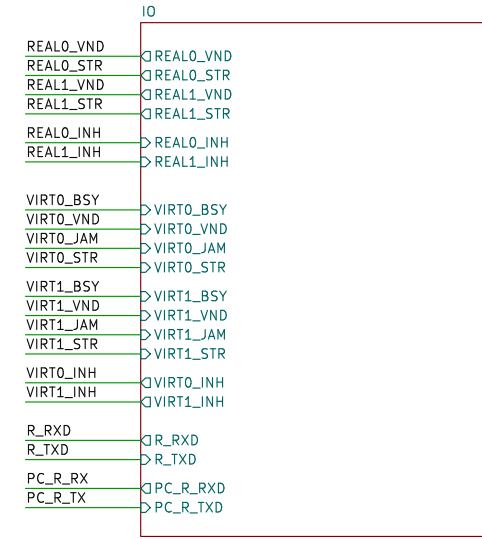 IO
REAL0_VND REAL0_VND
REAL0_STR REAL0_STR
REAL1_VND REAL1_VND
REAL1_STR REAL1_STR
REAL0_INH REAL0_INH
REAL1_INH REAL1_INH
VIRT0_BSY VIRT0_BSY
VIRT0_VND VIRT0_VND
VIRT0_JAM VIRT0_JAM
VIRT0_STR VIRT0_STR
VIRT1_BSY VIRT1_BSY
VIRT1_VND VIRT1_VND
VIRT1_JAM VIRT1_JAM
VIRT1_STR VIRT1_STR
VIRT0_INH VIRT0_INH
VIRT1_INH VIRT1_INH
R_RXD R_RXD
R_TXD R_TXD
PC_R_RX PC_R_RXD
PC_R_TX PC_R_TXD